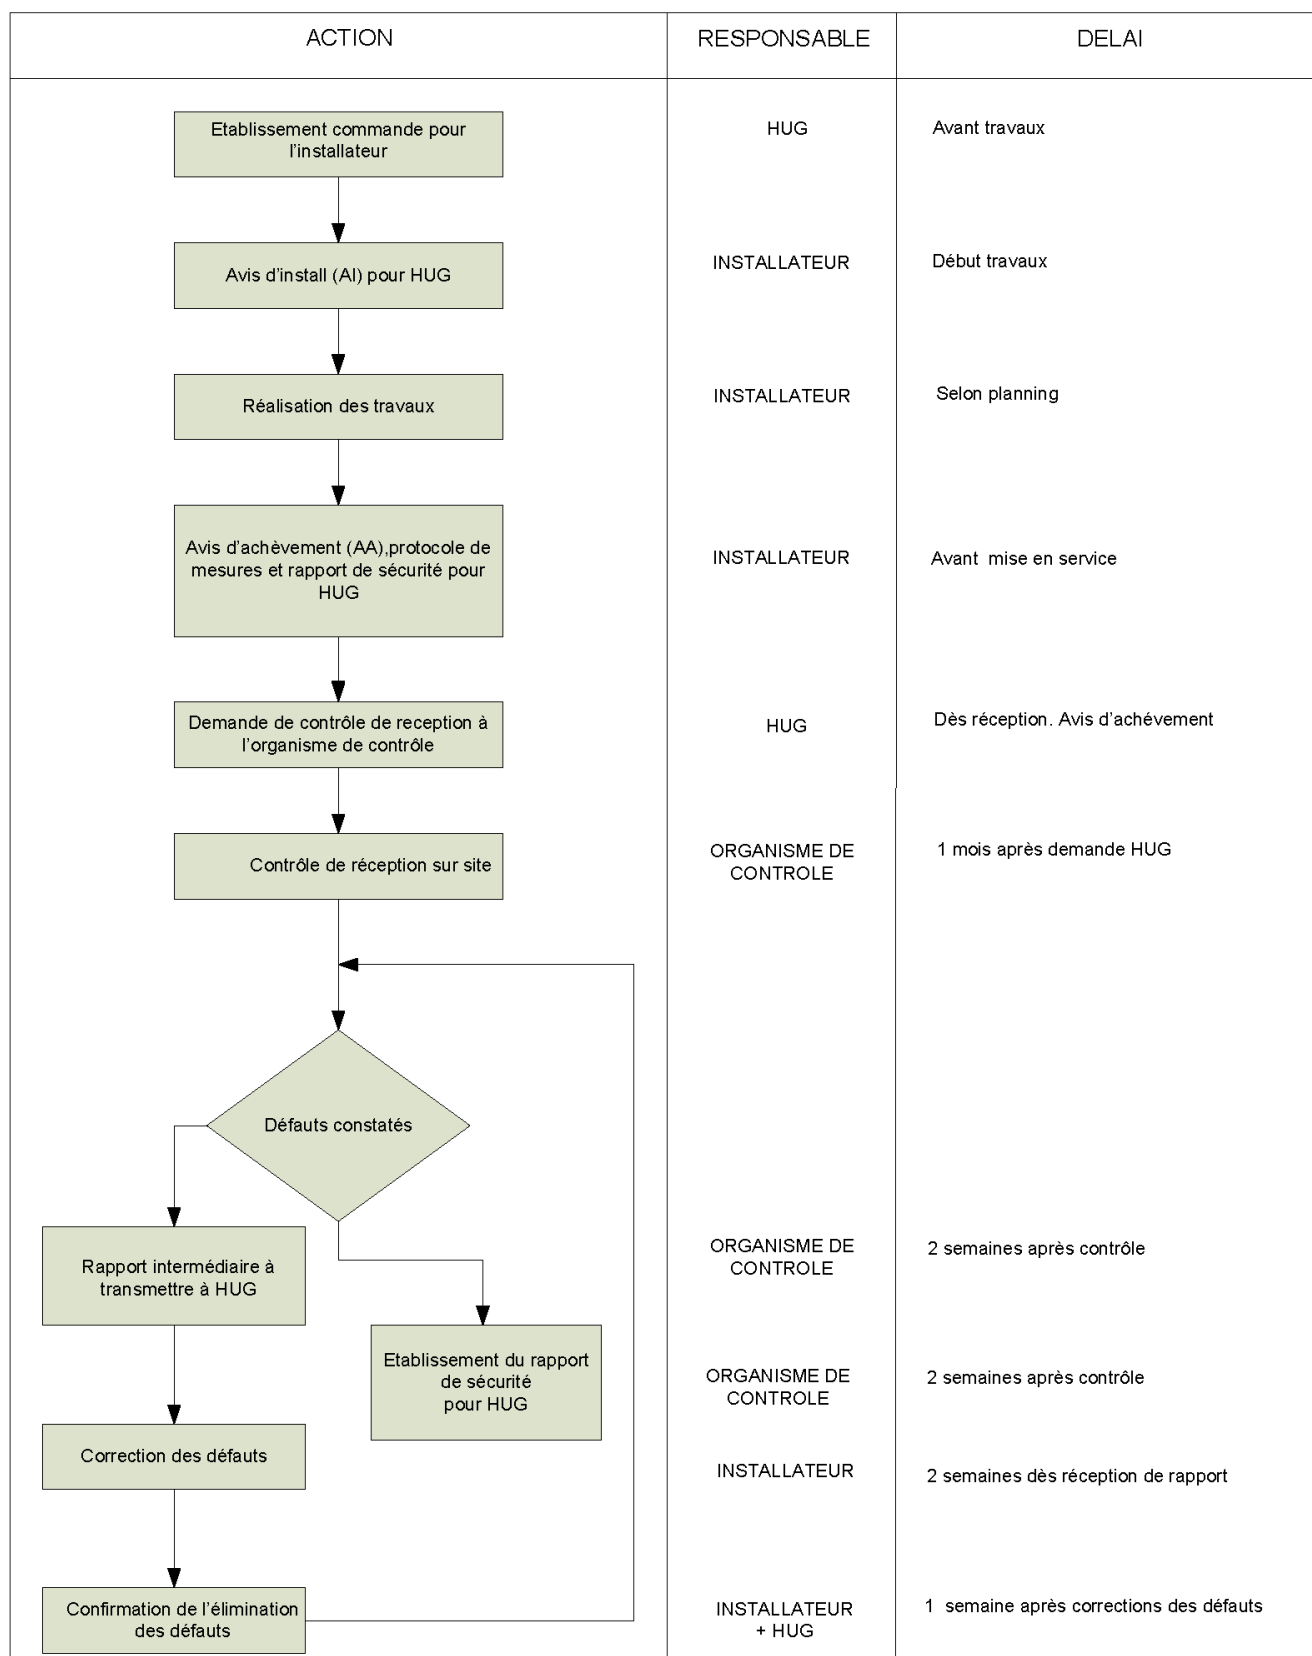 ACTION
RESPONSABLE
DELAI
Etablissement commande pour
l'installateur
HUG
Avant travaux
Avis d'install (AI) pour HUG
INSTALLATEUR
Début travaux
Réalisation des travaux
INSTALLATEUR
Selon planning
Avis d'achèvement (AA),protocole de
mesures et rapport de sécurité pour
HUG
INSTALLATEUR
Avant mise en service
Demande de contrôle de reception à
l'organisme de contrôle
HUG
Dès réception. Avis d'achévement
Contrôle de réception sur site
ORGANISME DE
CONTROLE
1 mois après demande HUG
Défauts constatés
Rapport intermédiaire à
transmettre à HUG
ORGANISME DE
CONTROLE
2 semaines après contrôle
Etablissement du rapport
de sécurité
pour HUG
ORGANISME DE
CONTROLE
2 semaines après contrôle
Correction des défauts
INSTALLATEUR
2 semaines dès réception de rapport
Confirmation de l'élimination
des défauts
INSTALLATEUR
+ HUG
1 semaine après corrections des défauts